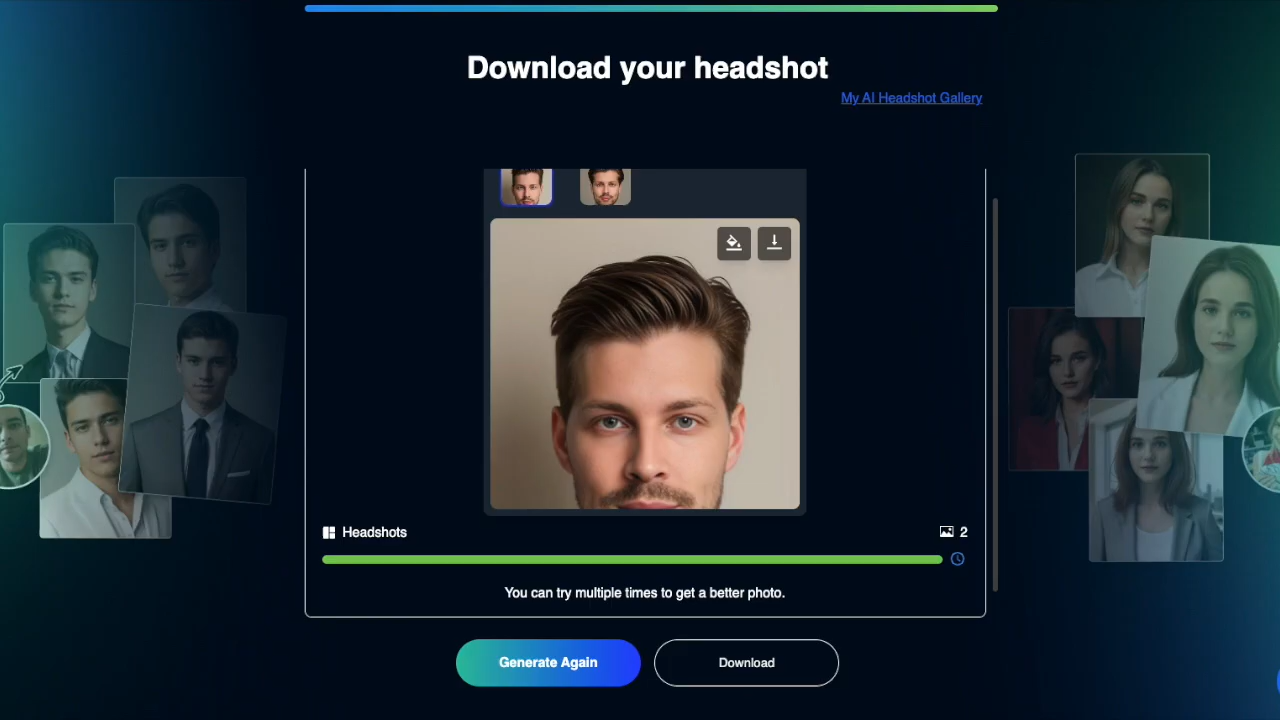 Download your headshot
My AI Headshot Gallery
Headshots
2
You can try multiple times to get a better photo.
Generate Again
Download